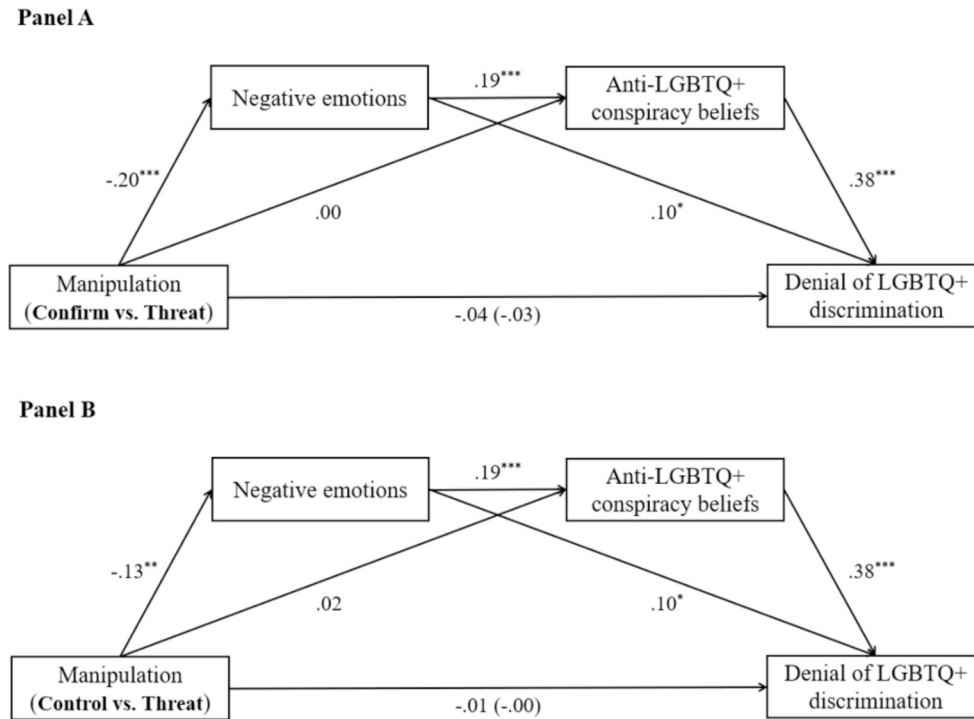 Panel A
Negative emotions
.19***
Anti-LGBTQ+
conspiracy beliefs
-.20***
.00
.10*
.38***
Manipulation
(Confirm vs. Threat)
-.04 (-.03)
Denial of LGBTQ+
discrimination
Panel B
Negative emotions
.19***
Anti-LGBTQ+
conspiracy beliefs
-.13**
.02
.10*
.38***
Manipulation
(Control vs. Threat)
-.01 (-.00)
Denial of LGBTQ+
discrimination